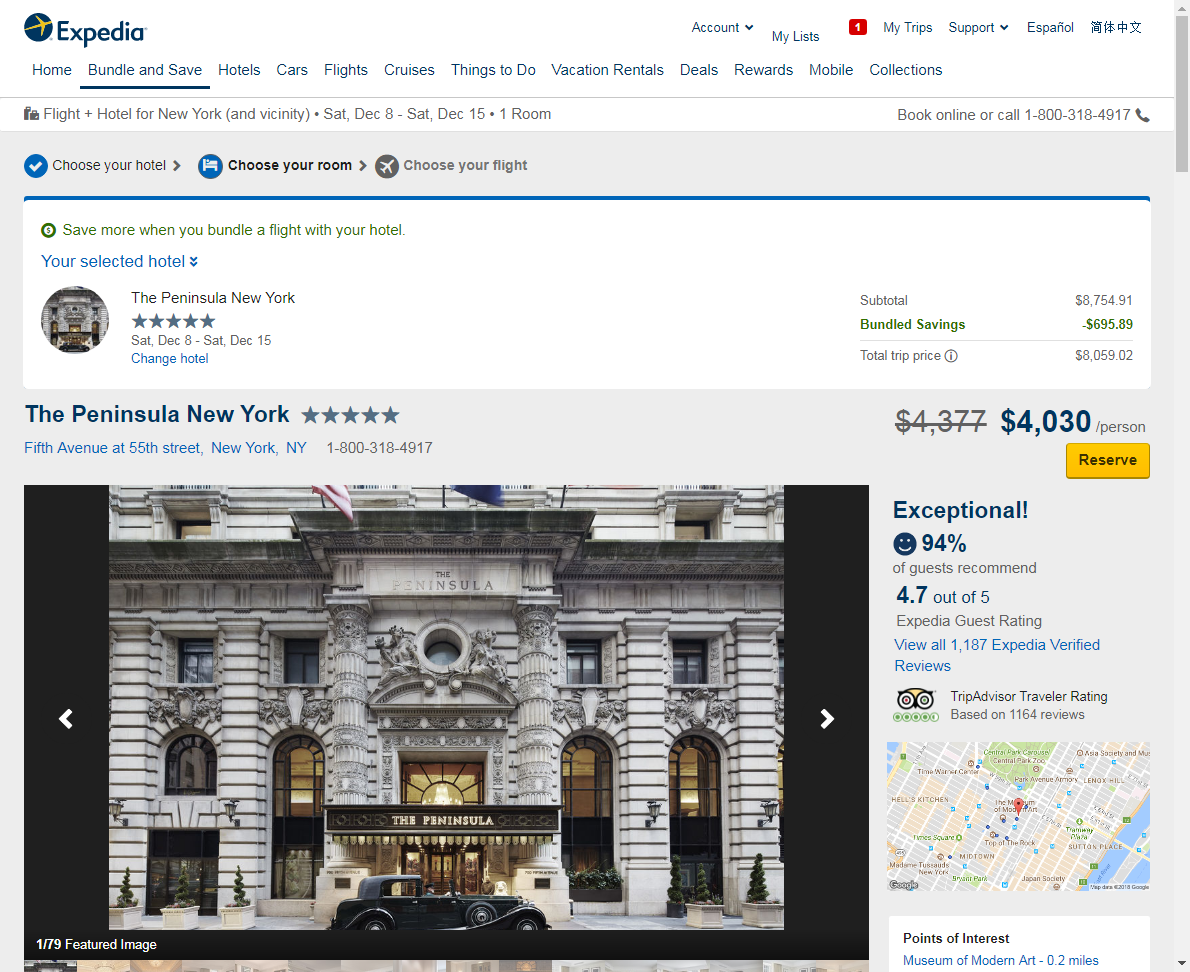 Expedia
Account
My Lists
1
My Trips
Support
Español
简体中文
Home
Bundle and Save
Hotels
Cars
Flights
Cruises
Things to Do
Vacation Rentals
Deals
Rewards
Mobile
Collections
Flight + Hotel for New York (and vicinity) • Sat, Dec 8 - Sat, Dec 15 • 1 Room
Book online or call 1-800-318-4917
Choose your hotel
Choose your room
Choose your flight
Save more when you bundle a flight with your hotel.
Your selected hotel
The Peninsula New York
Sat, Dec 8 - Sat, Dec 15
Change hotel
Subtotal $8,754.91
Bundled Savings -$695.89
Total trip price $8,059.02
The Peninsula New York
$4,377 $4,030 /person
Fifth Avenue at 55th street, New York, NY 1-800-318-4917
Reserve
THE
PENINSULA
THE PENINSULA
1/79 Featured Image
Exceptional!
94%
of guests recommend
4.7 out of 5
Expedia Guest Rating
View all 1,187 Expedia Verified
Reviews
TripAdvisor Traveler Rating
Based on 1164 reviews
Central Park Carousel
Central Park Zoo
Asia Society and Mus
Time Warner Center
Park Avenue Armory
LENOX HILL
HELL'S KITCHEN
The Museum
of Modern Art
Times Square
Tramway
Plaza
Top of The Rock
SUTTON PLACE
MIDTOWN
Madame Tussauds
New York
Bryant Park
Japan Society
Google
Map data ©2018 Google
Points of Interest
Museum of Modern Art - 0.2 miles